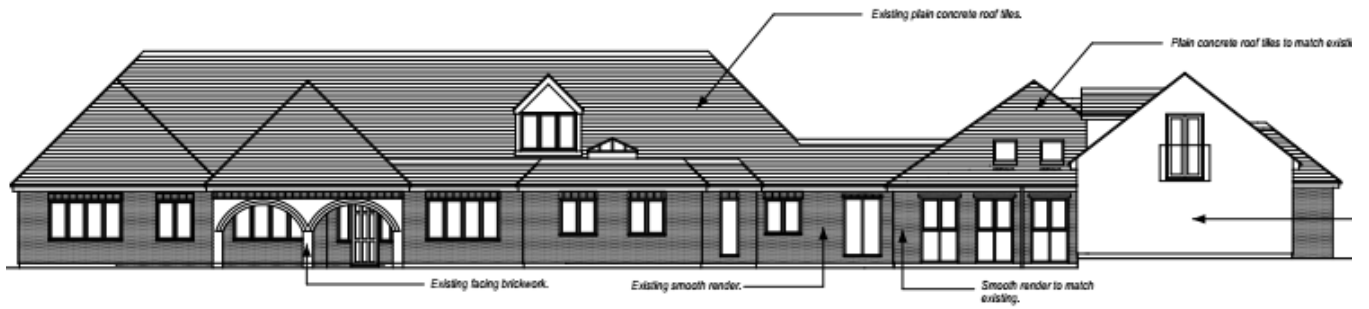 Existing plain concrete roof tiles.
Plain concrete roof tiles to match existi
Existing facing brickwork.
Existing smooth render.
Smooth render to match
existing.